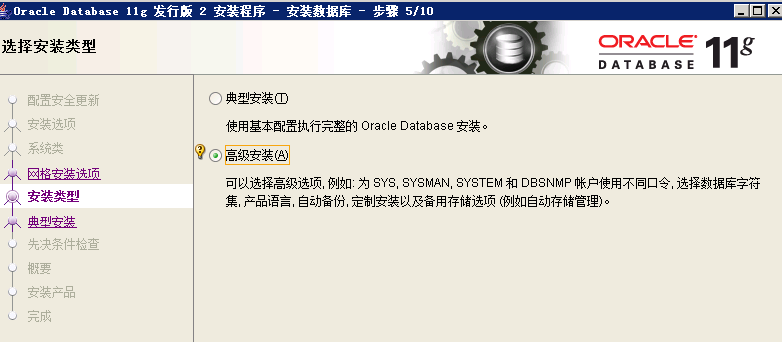 Oracle Database 11g 发行版 2 安装程序 - 安装数据库 - 步骤 5/10
选择安装类型
ORACLE
DATABASE 11g
配置安全更新
安装选项
系统类
网格安装选项
安装类型
典型安装
先决条件检查
概要
安装产品
完成
典型安装(T)
使用基本配置执行完整的 Oracle Database 安装。
高级安装(A)
可以选择高级选项, 例如: 为 SYS, SYSMAN, SYSTEM 和 DBSNMP 帐户使用不同口令, 选择数据库字符
集, 产品语言, 自动备份, 定制安装以及备用存储选项 (例如自动存储管理)。